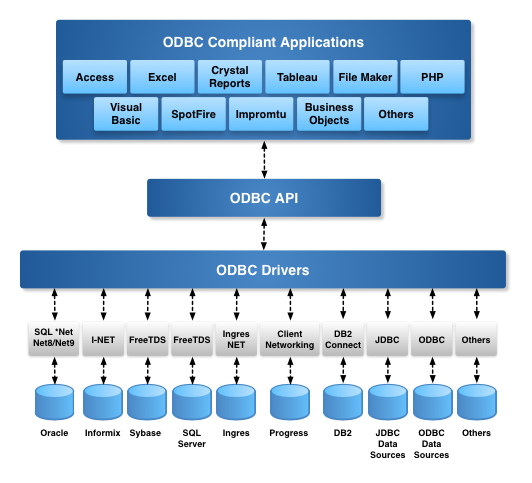 ODBC Compliant Applications
Access
Excel
Crystal
Reports
Tableau
File Maker
PHP
Visual
Basic
SpotFire
Impromtu
Business
Objects
Others
ODBC API
ODBC Drivers
SQL *Net
Net8/Net9
I-NET
FreeTDS
FreeTDS
Ingres
NET
Client
Networking
DB2
Connect
JDBC
ODBC
Others
Oracle
Informix
Sybase
SQL
Server
Ingres
Progress
DB2
JDBC
Data
Sources
ODBC
Data
Sources
Others